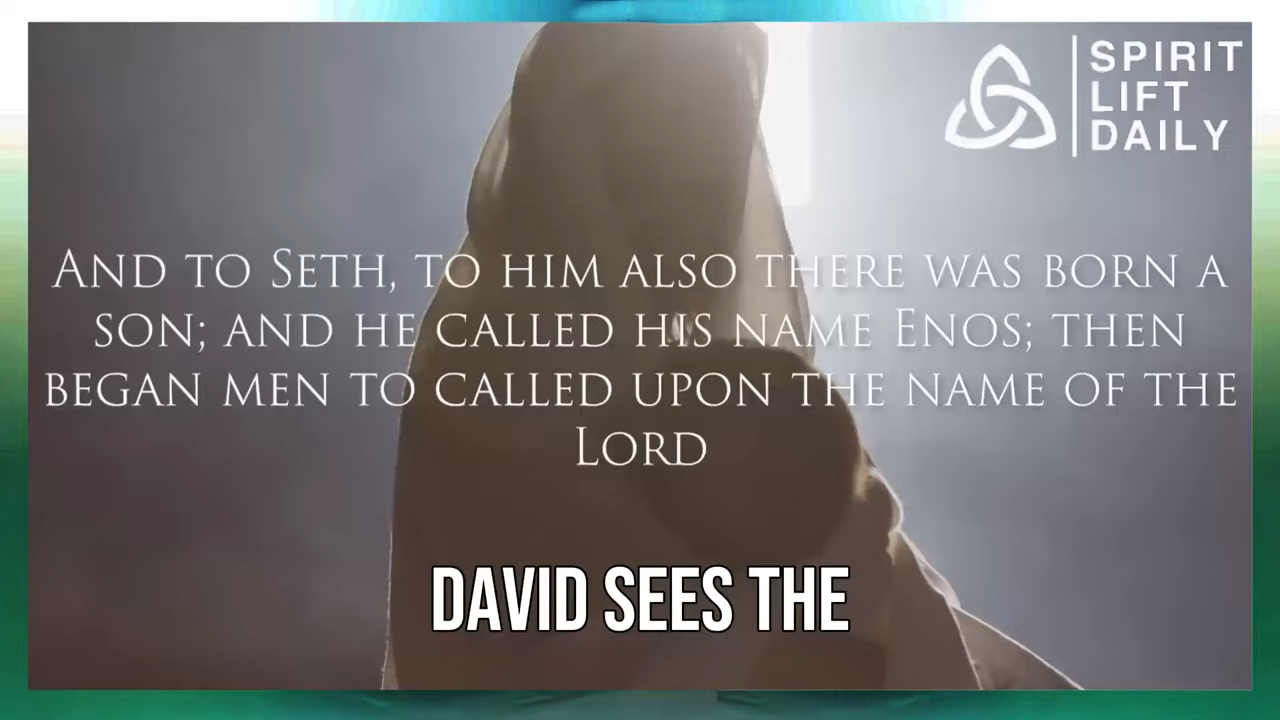 SPIRIT
LIFT
DAILY
AND TO SETH, TO HIM ALSO THERE WAS BORN A
SON; AND HE CALLED HIS NAME ENOS; THEN
BEGAN MEN TO CALLED UPON THE NAME OF THE
LORD
DAVID SEES THE